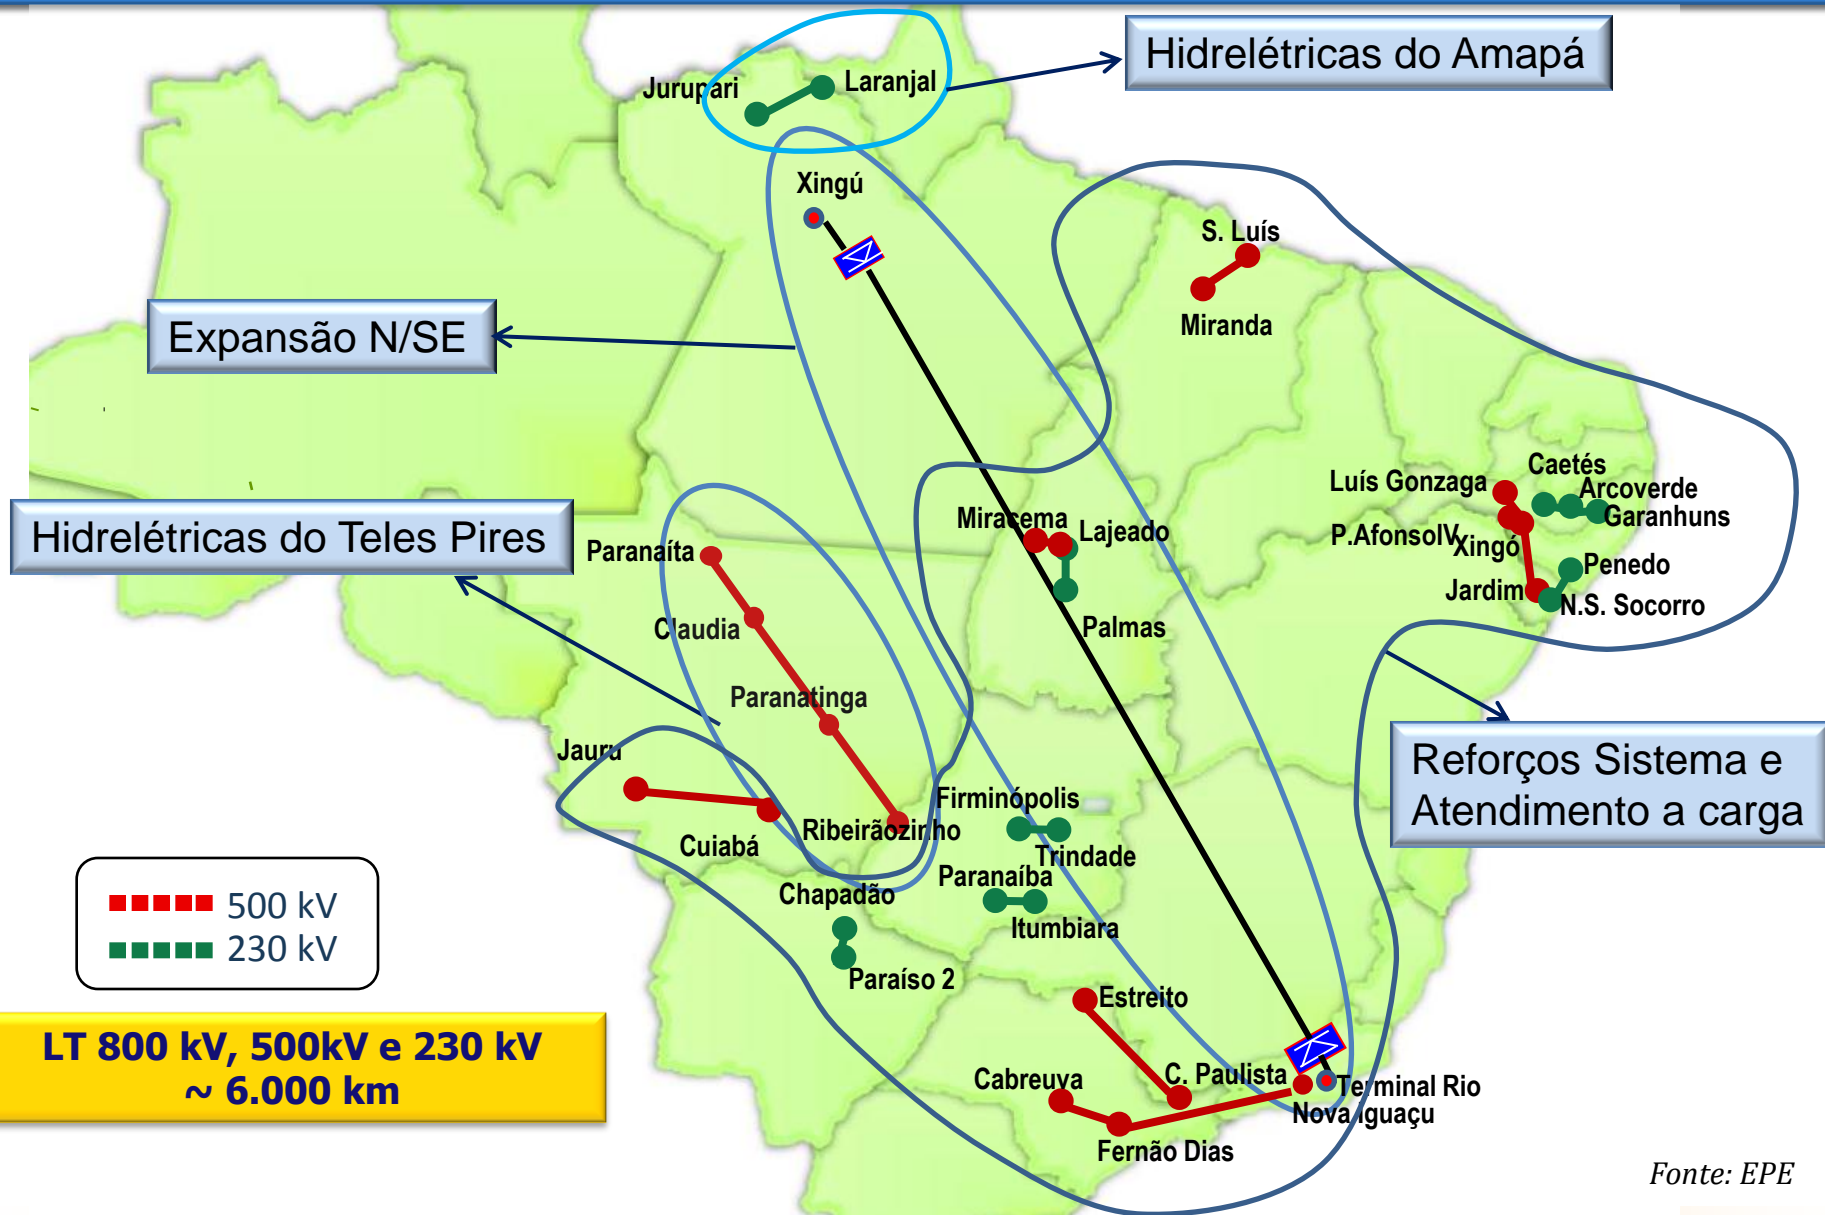 Hidrelétricas do Amapá
Jurupari
Laranjal
Xingú
S. Luís
Miranda
Expansão N/SE
Hidrelétricas do Teles Pires
Paranaíta
Claudia
Paranatinga
Ribeirãozinho
Jauru
Cuiabá
Miracema
Lajeado
Palmas
Luís Gonzaga
Caetés
Arcoverde
Garanhuns
P.AfonsoIV
Xingó
Jardim
Penedo
N.S. Socorro
Reforços Sistema e
Atendimento a carga
Firminópolis
Trindade
Paranaíba
Itumbiara
Chapadão
Paraíso 2
Estreito
C. Paulista
Cabreuva
Fernão Dias
Terminal Rio
Nova Iguaçu
500 kV
230 kV
LT 800 kV, 500kV e 230 kV
~ 6.000 km
Fonte: EPE